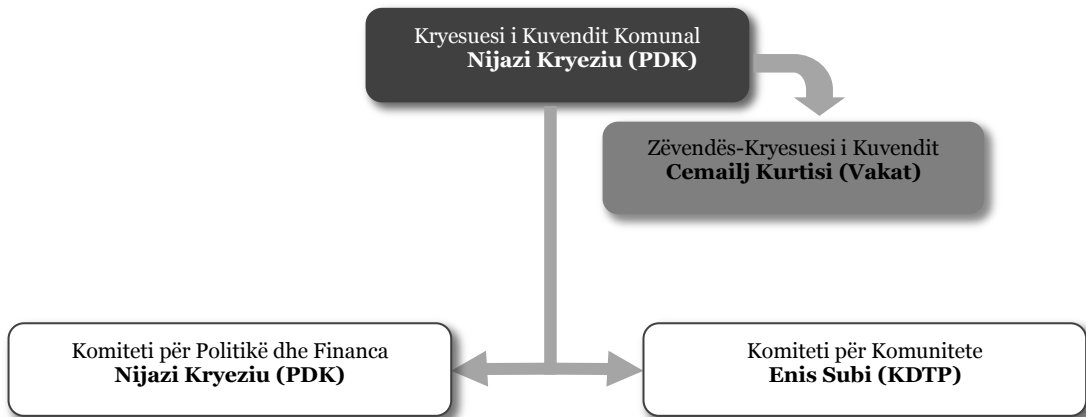 Kryesuesi i Kuvendit Komunal
Nijazi Kryeziu (PDK)
Zëvendës-Kryesuesi i Kuvendit
Cemailj Kurtisi (Vakat)
Komiteti për Politikë dhe Financa
Nijazi Kryeziu (PDK)
Komiteti për Komunitete
Enis Subi (KDTP)